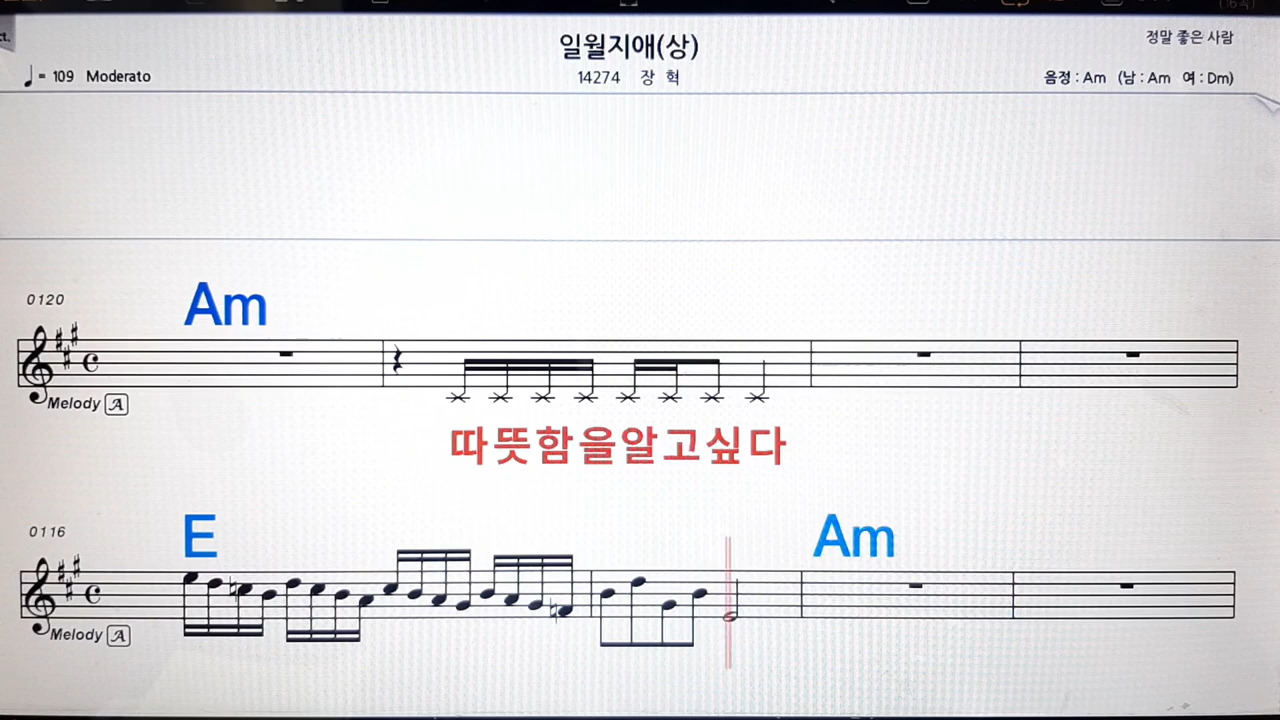 ct.
일월지애(상)
정말 좋은 사람
♩= 109 Moderato
14274 장 혁
음정 : Am (남 : Am 여 : Dm)
0120
Am
Melody A
따뜻함을알고싶다
0116
E
Am
Melody A